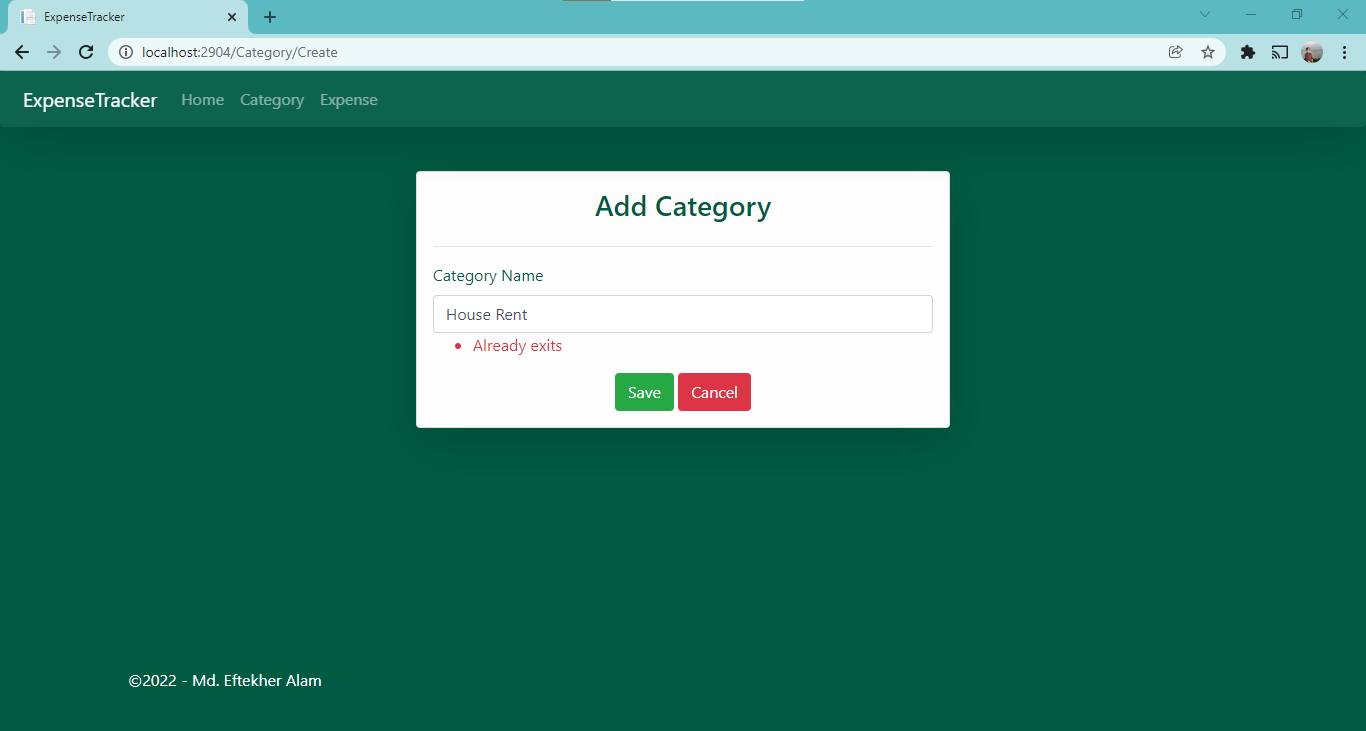 ExpenseTracker
localhost:2904/Category/Create
ExpenseTracker Home Category Expense
Add Category
Category Name
House Rent
Already exits
Save Cancel
©2022 - Md. Eftekher Alam